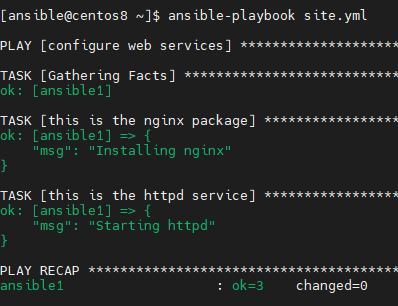 [ansible@centos8 ~]$ ansible-playbook site.yml
PLAY [configure web services] ********************
TASK [Gathering Facts] ***************************
ok: [ansible1]
TASK [this is the nginx package] *****************
ok: [ansible1] => {
    "msg": "Installing nginx"
}
TASK [this is the httpd service] *****************
ok: [ansible1] => {
    "msg": "Starting httpd"
}
PLAY RECAP ***************************************
ansible1                   : ok=3    changed=0